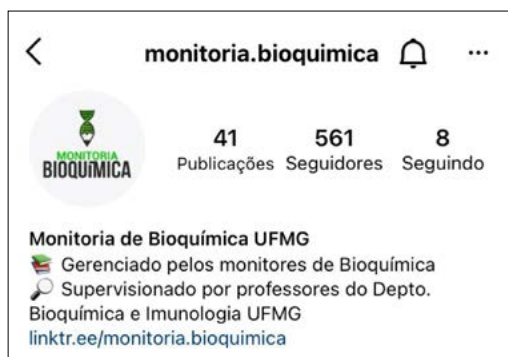 monitoria.bioquimica
...
MONITORIA
BIOQUÍMICA
41 561 8
Publicações Seguidores Seguindo
Monitoria de Bioquímica UFMG
📚 Gerenciado pelos monitores de Bioquímica
🔎 Supervisionado por professores do Depto.
Bioquímica e Imunologia UFMG
linktr.ee/monitoria.bioquimica